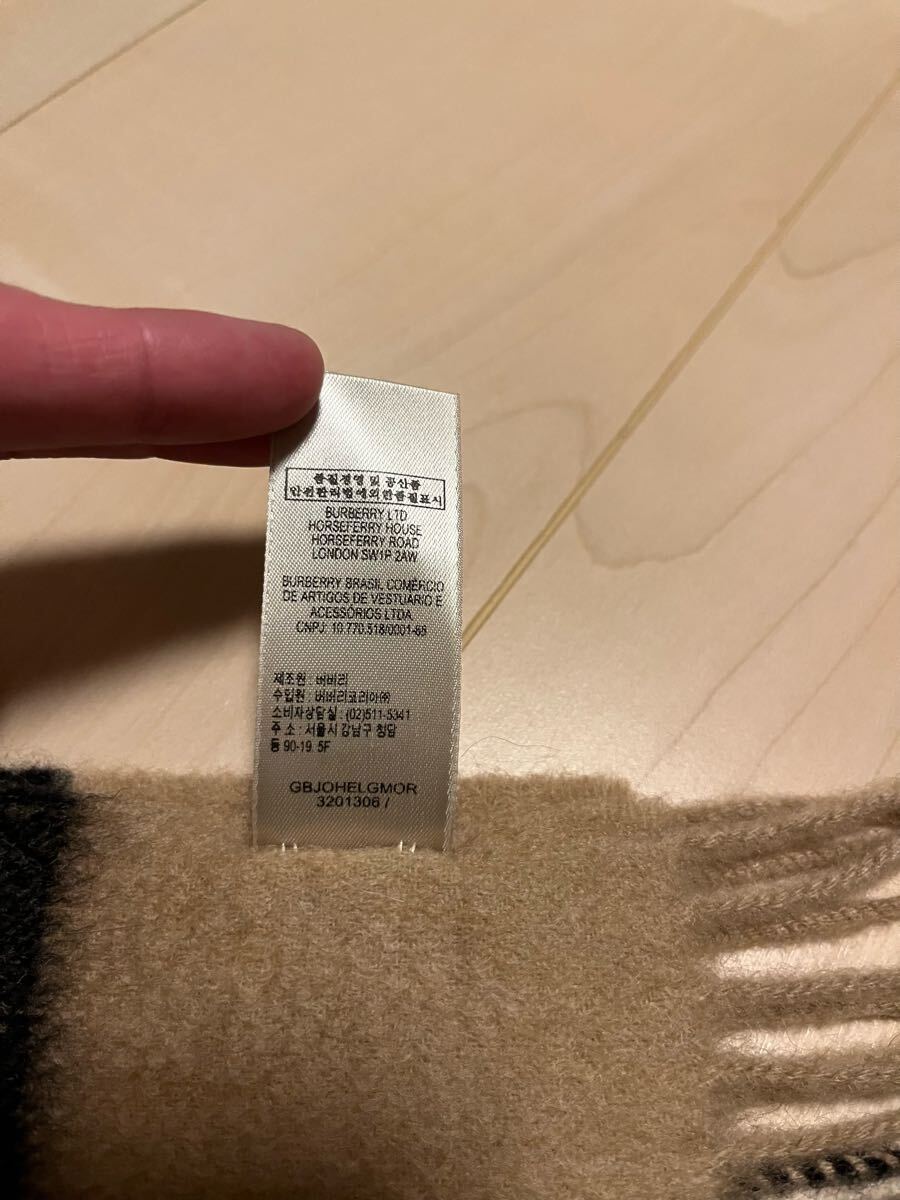 품질경영 및 공산품
안전관리법에의한품질표시
BURBERRY LTD
HORSEFERRY HOUSE
HORSEFERRY ROAD
LONDON SW1P 2AW
BURBERRY BRASIL COMÉRCIO
DE ARTIGOS DE VESTUÁRIO E
ACESSÓRIOS LTDA
CNPJ: 10.770.518/0001-65
제조원 : 버버리
수입원 : 버버리코리아㈜
소비자상담실 : (02)511-5341
주 소 : 서울시 강남구 청담
동 90-19. 5F
GBJOHELGMOR
3201306 /